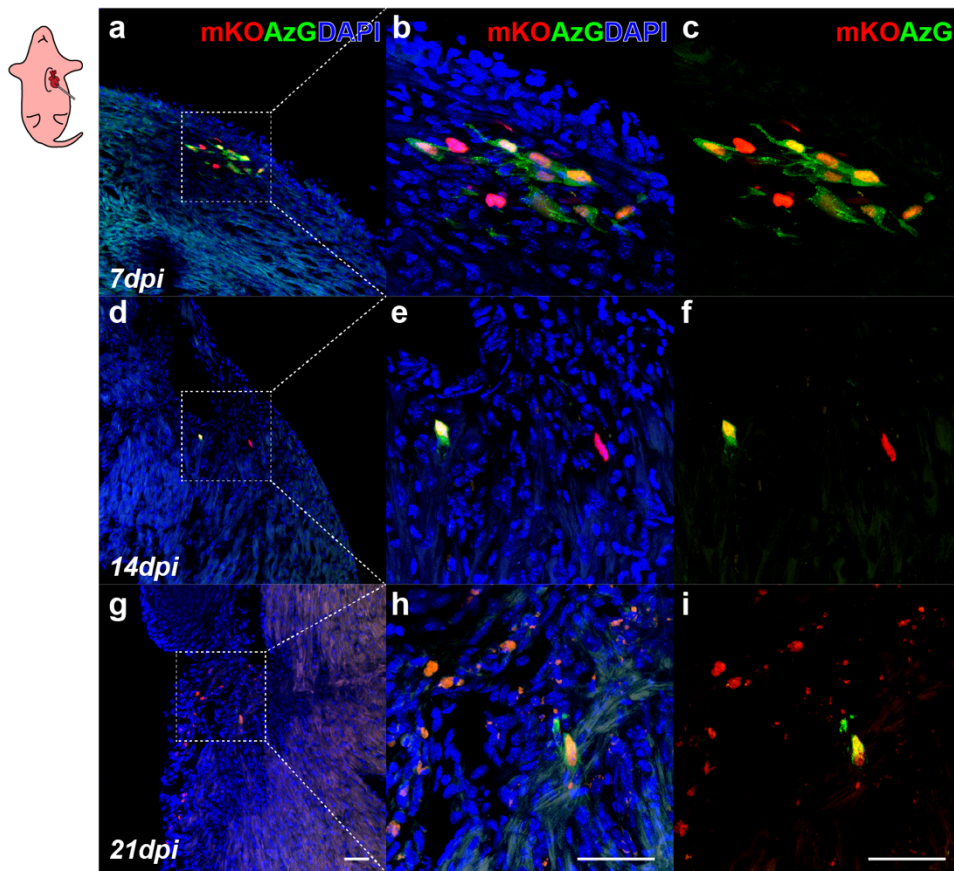 a mKOAzGDAPI
b mKOAzGDAPI
c mKOAzG
7dpi
d
e
f
14dpi
g
h
i
21dpi